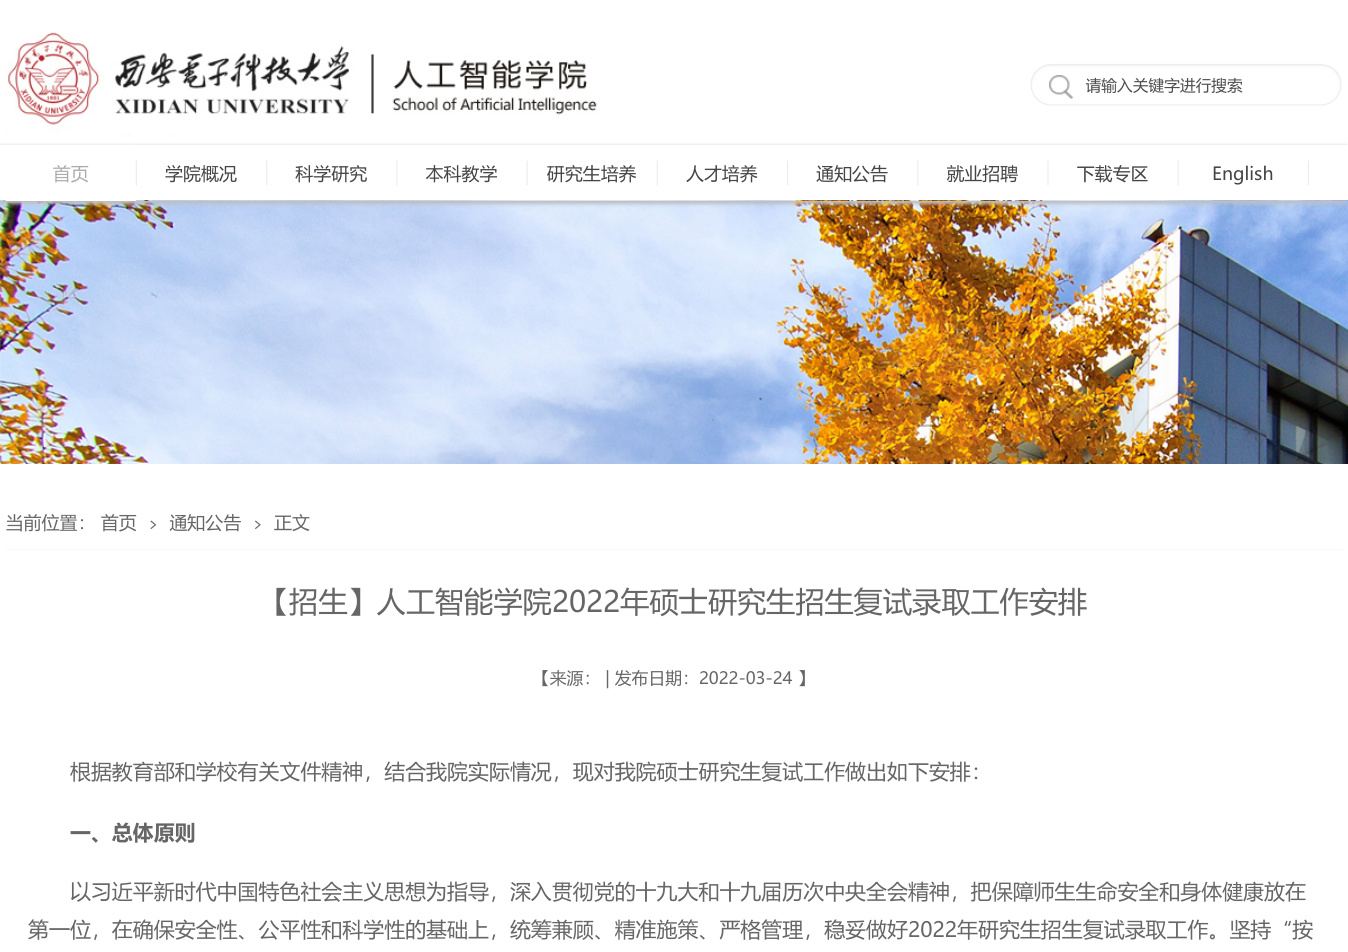 西安電子科技大学
XIDIAN UNIVERSITY
人工智能学院
School of Artificial Intelligence
请输入关键字进行搜索
首页 学院概况 科学研究 本科教学 研究生培养 人才培养 通知公告 就业招聘 下载专区 English
当前位置： 首页 > 通知公告 > 正文
【招生】人工智能学院2022年硕士研究生招生复试录取工作安排
【来源： | 发布日期：2022-03-24 】
根据教育部和学校有关文件精神，结合我院实际情况，现对我院硕士研究生复试工作做出如下安排：
一、总体原则
以习近平新时代中国特色社会主义思想为指导，深入贯彻党的十九大和十九届历次中央全会精神，把保障师生生命安全和身体健康放在
第一位，在确保安全性、公平性和科学性的基础上，统筹兼顾、精准施策、严格管理，稳妥做好2022年研究生招生复试录取工作。坚持“按